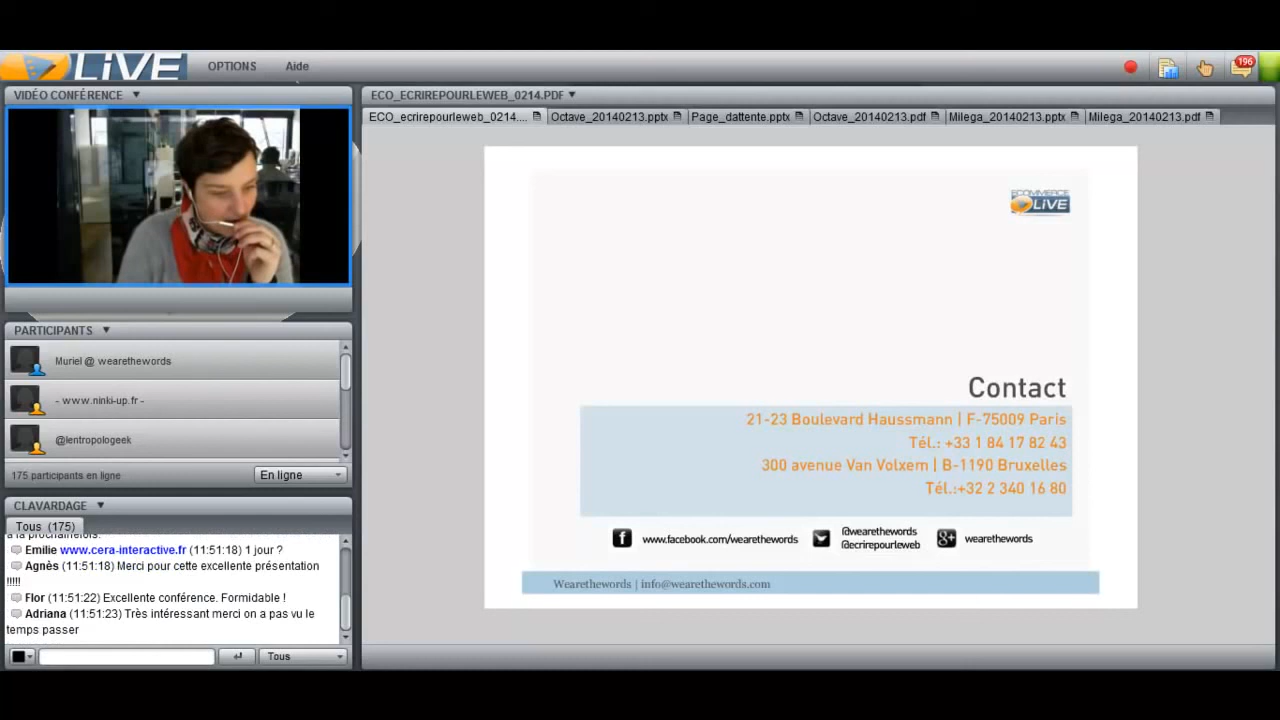 LIVE
OPTIONS
Aide
196
VIDÉO CONFÉRENCE
ECO_ECRIREPOURLEWEB_0214.PDF
ECO_ecrirepourleweb_0214....
Octave_20140213.pptx
Page_dattente.pptx
Octave_20140213.pdf
Milega_20140213.pptx
Milega_20140213.pdf
ECOMMERCE
LIVE
Contact
21-23 Boulevard Haussmann | F-75009 Paris
Tél.: +33 1 84 17 82 43
300 avenue Van Volxem | B-1190 Bruxelles
Tél.:+32 2 340 16 80
www.facebook.com/wearethewords
@wearethewords
@ecrirepourleweb
wearethewords
Wearethewords | info@wearethewords.com
PARTICIPANTS
Muriel @ wearethewords
- www.ninki-up.fr -
@lentropologeek
175 participants en ligne
En ligne
CLAVARDAGE
Tous (175)
à la prochainefois.
Emilie www.cera-interactive.fr (11:51:18) 1 jour ?
Agnès (11:51:18) Merci pour cette excellente présentation
!!!!!
Flor (11:51:22) Excellente conférence. Formidable !
Adriana (11:51:23) Très intéressant merci on a pas vu le
temps passer
Tous